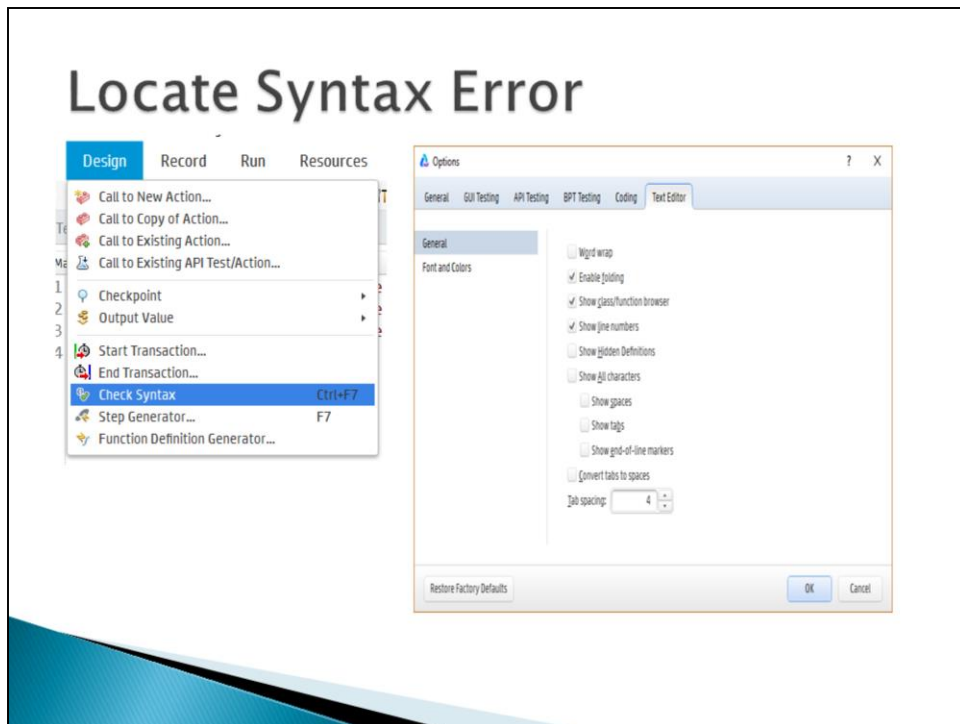 Locate Syntax Error
Design Record Run Resources
Call to New Action...
Call to Copy of Action...
Call to Existing Action...
Call to Existing API Test/Action...
1
2
3
4
Checkpoint
Output Value
Start Transaction...
End Transaction...
Check Syntax Ctrl+F7
Step Generator... F7
Function Definition Generator...
Options ? X
General GUI Testing API Testing BPT Testing Coding Text Editor
General
Font and Colors
Word wrap
Enable folding
Show class/function browser
Show line numbers
Show Hidden Definitions
Show All characters
Show spaces
Show tabs
Show end-of-line markers
Convert tabs to spaces
Tab spacing: 4
Restore Factory Defaults OK Cancel